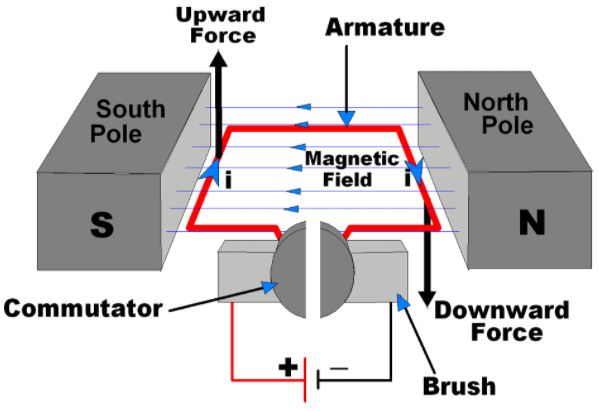 Upward
Force
Armature
South
Pole
North
Pole
Magnetic
Field
i
i
S
N
Commutator
Downward
Force
+
−
Brush